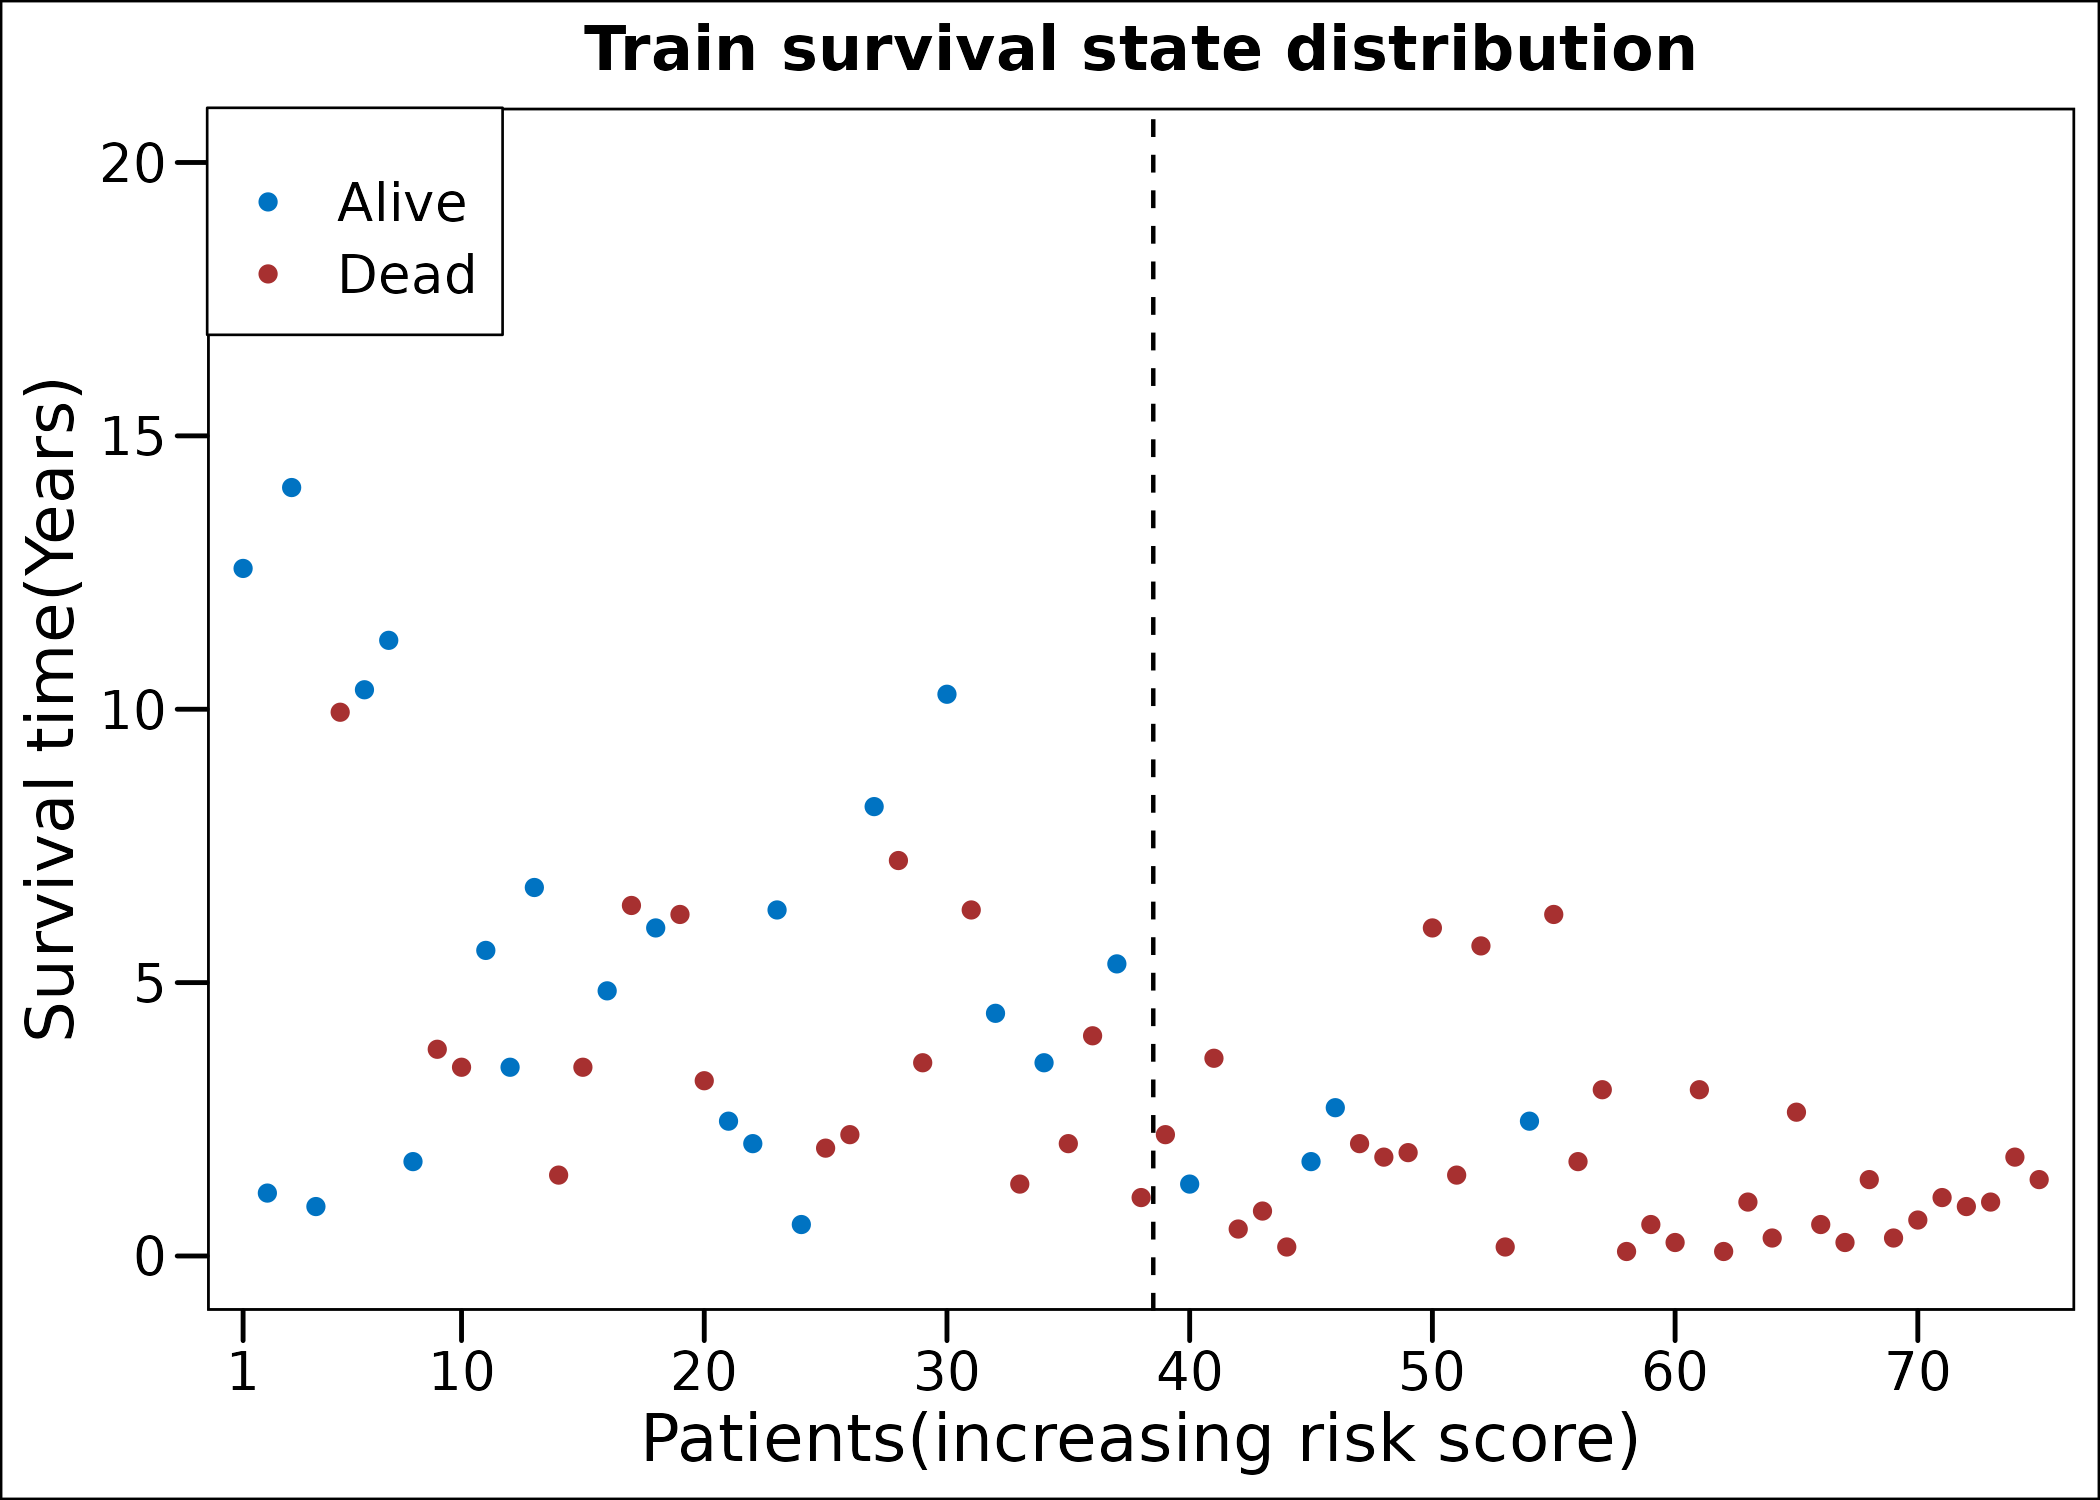 Train survival state distribution
20
Alive
Dead
15
10
5
0
Survival time(Years)
1 10 20 30 40 50 60 70
Patients(increasing risk score)